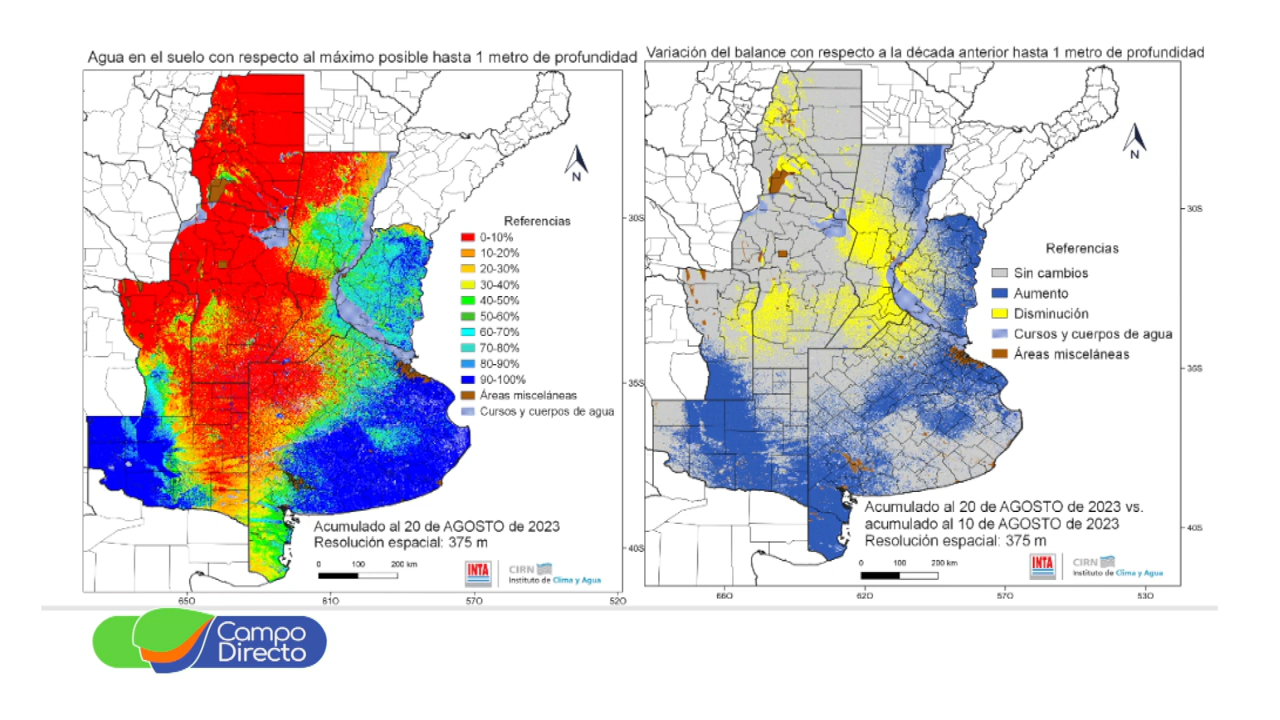 Agua en el suelo con respecto al máximo posible hasta 1 metro de profundidad
N
30S
35S
40S
Referencias
0-10%
10-20%
20-30%
30-40%
40-50%
50-60%
60-70%
70-80%
80-90%
90-100%
Áreas misceláneas
Cursos y cuerpos de agua
Acumulado al 20 de AGOSTO de 2023
Resolución espacial: 375 m
0 100 200 km
INTA
CIRN
Instituto de Clima y Agua
65O 61O 57O 52O
Variación del balance con respecto a la década anterior hasta 1 metro de profundidad
N
30S
35S
40S
Referencias
Sin cambios
Aumento
Disminución
Cursos y cuerpos de agua
Áreas misceláneas
Acumulado al 20 de AGOSTO de 2023 vs.
acumulado al 10 de AGOSTO de 2023
Resolución espacial: 375 m
0 100 200 km
INTA
CIRN
Instituto de Clima y Agua
66O 62O 57O 53O
Campo
Directo